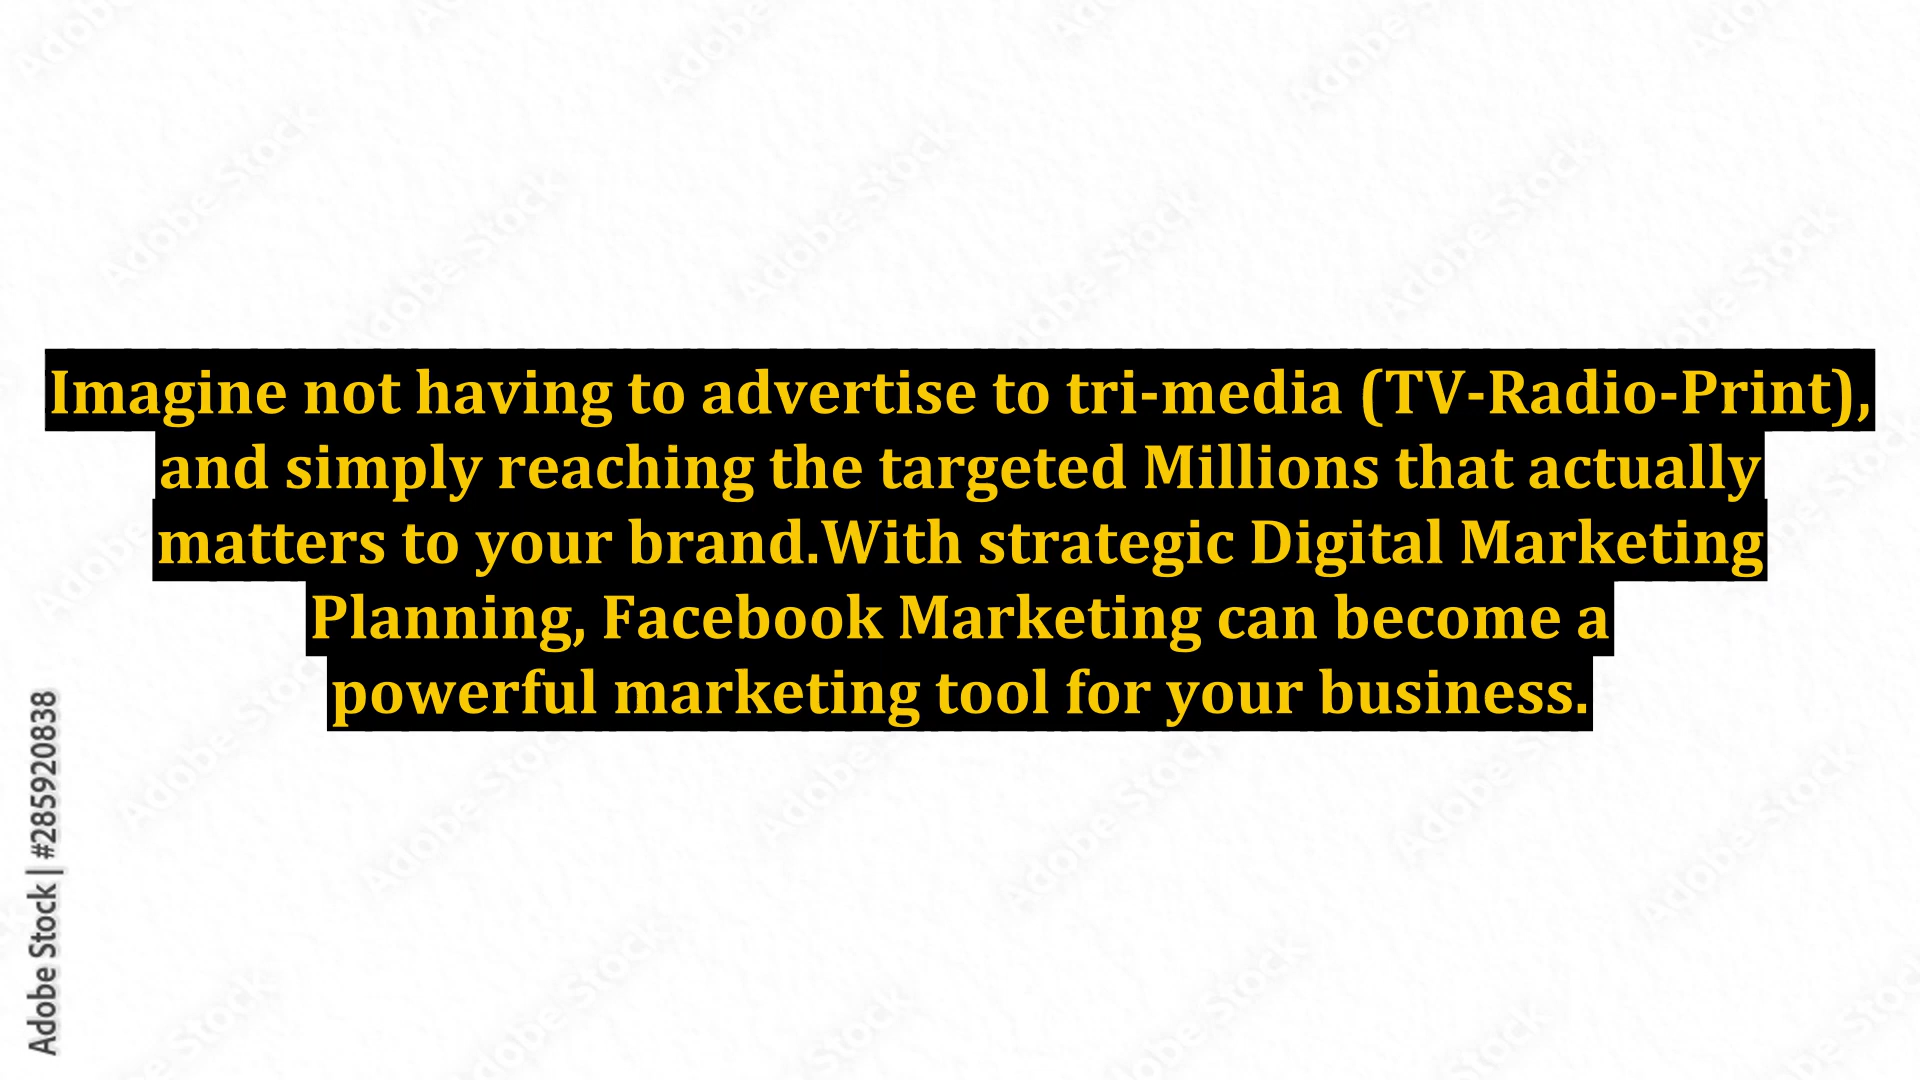 Imagine not having to advertise to tri-media (TV-Radio-Print),
and simply reaching the targeted Millions that actually
matters to your brand.With strategic Digital Marketing
Planning, Facebook Marketing can become a
powerful marketing tool for your business.
Adobe Stock | #285920838
Adobe Stock